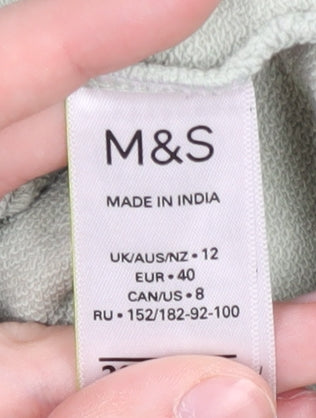 M&S
MADE IN INDIA
UK/AUS/NZ • 12
EUR • 40
CAN/US • 8
RU • 152/182-92-100